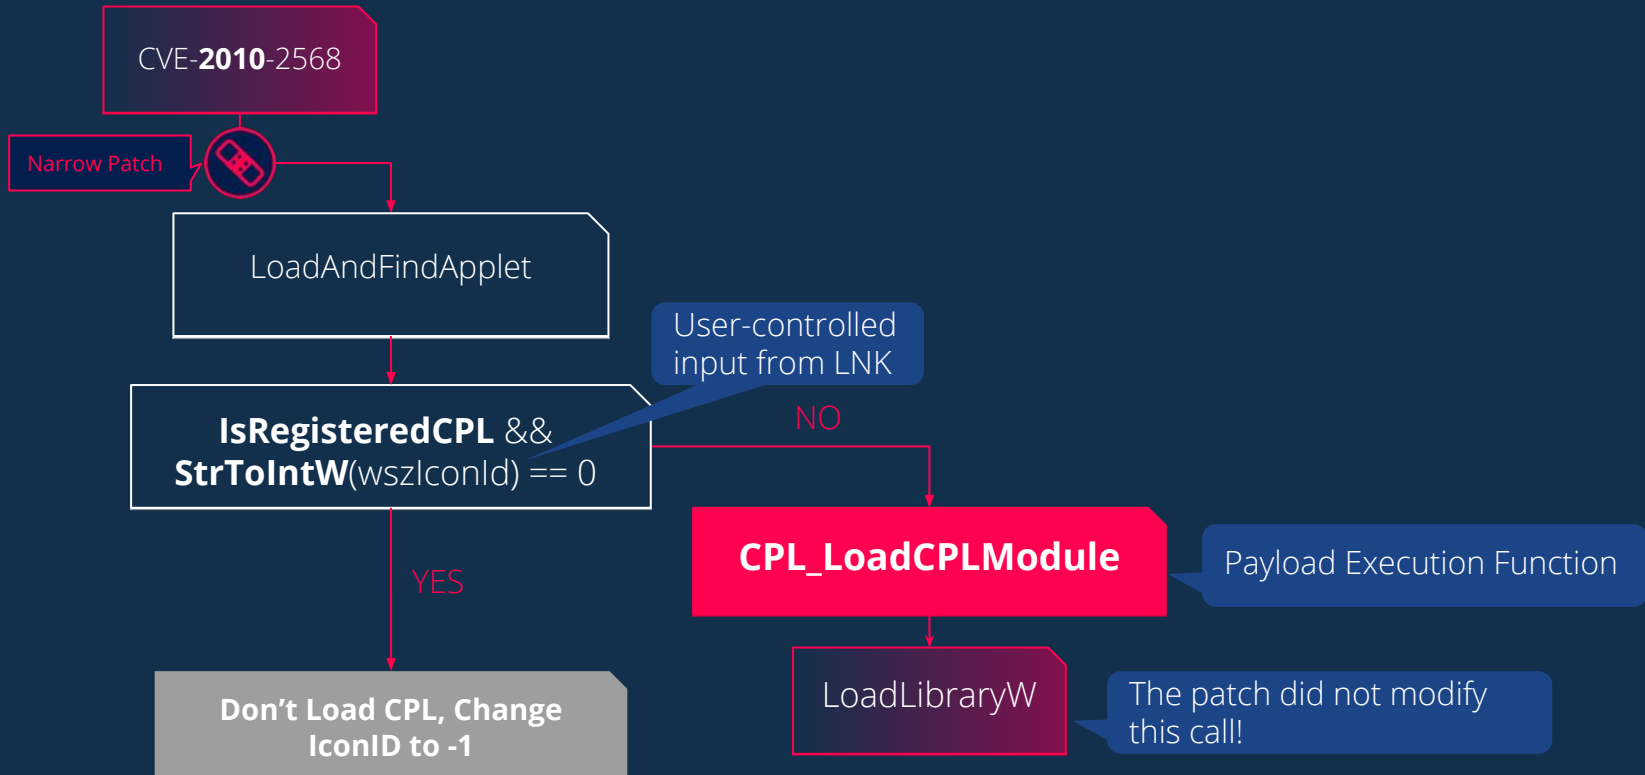 CVE-2010-2568
Narrow Patch
LoadAndFindApplet
User-controlled
input from LNK
IsRegisteredCPL &&
StrToIntW(wszIconId) == 0
NO
CPL_LoadCPLModule
Payload Execution Function
YES
LoadLibraryW
The patch did not modify
this call!
Don’t Load CPL, Change
IconID to -1